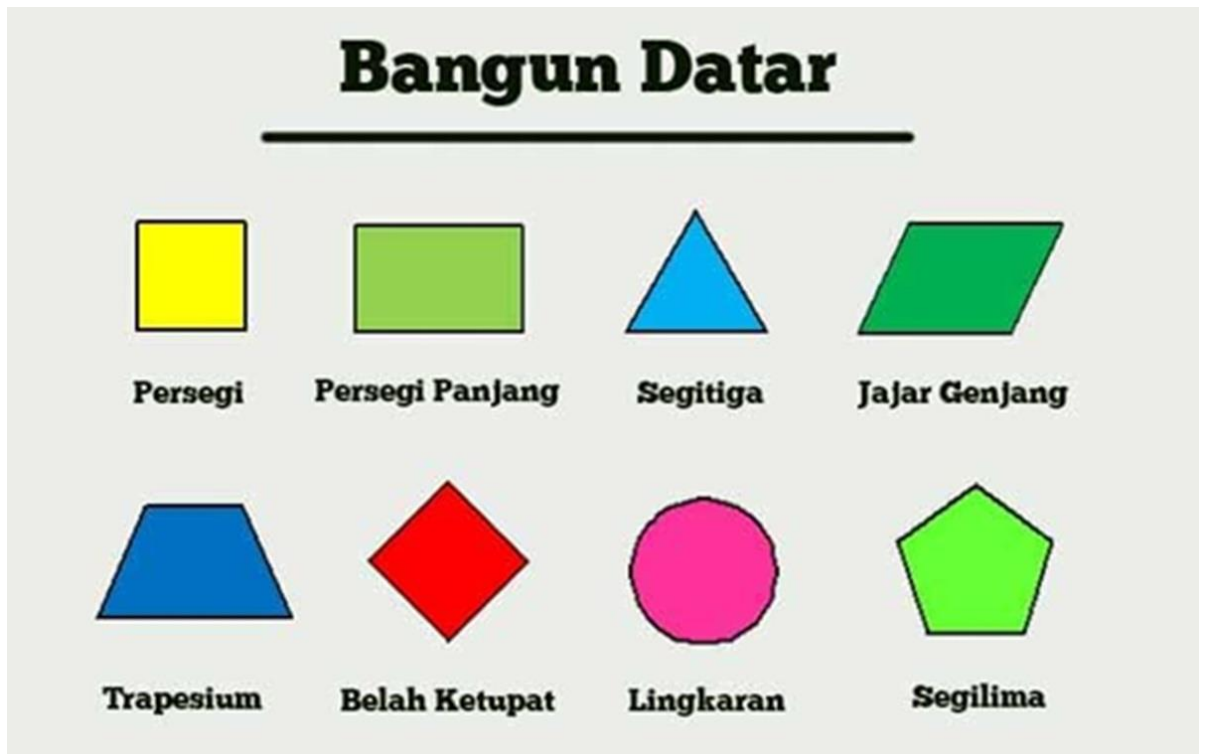 Bangun Datar
Persegi
Persegi Panjang
Segitiga
Jajar Genjang
Trapesium
Belah Ketupat
Lingkaran
Segilima